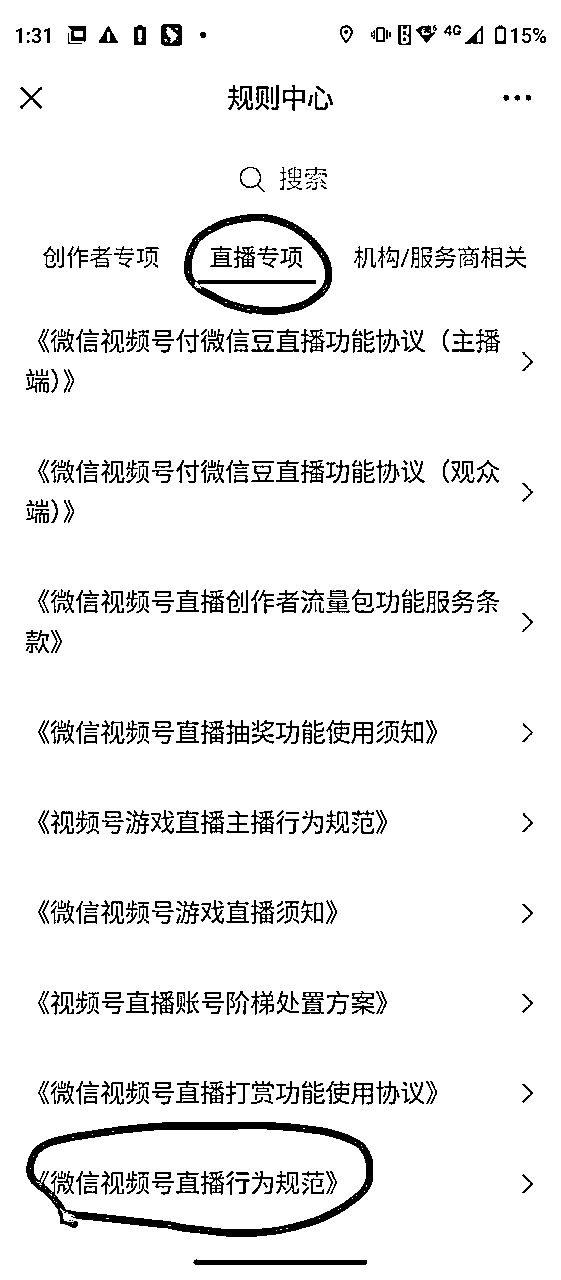 1:31 4G 15%
规则中心
搜索
创作者专项 直播专项 机构/服务商相关
《微信视频号付微信豆直播功能协议（主播
端）》
《微信视频号付微信豆直播功能协议（观众
端）》
《微信视频号直播创作者流量包功能服务条
款》
《微信视频号直播抽奖功能使用须知》
《视频号游戏直播主播行为规范》
《微信视频号游戏直播须知》
《视频号直播账号阶梯处置方案》
《微信视频号直播打赏功能使用协议》
《微信视频号直播行为规范》